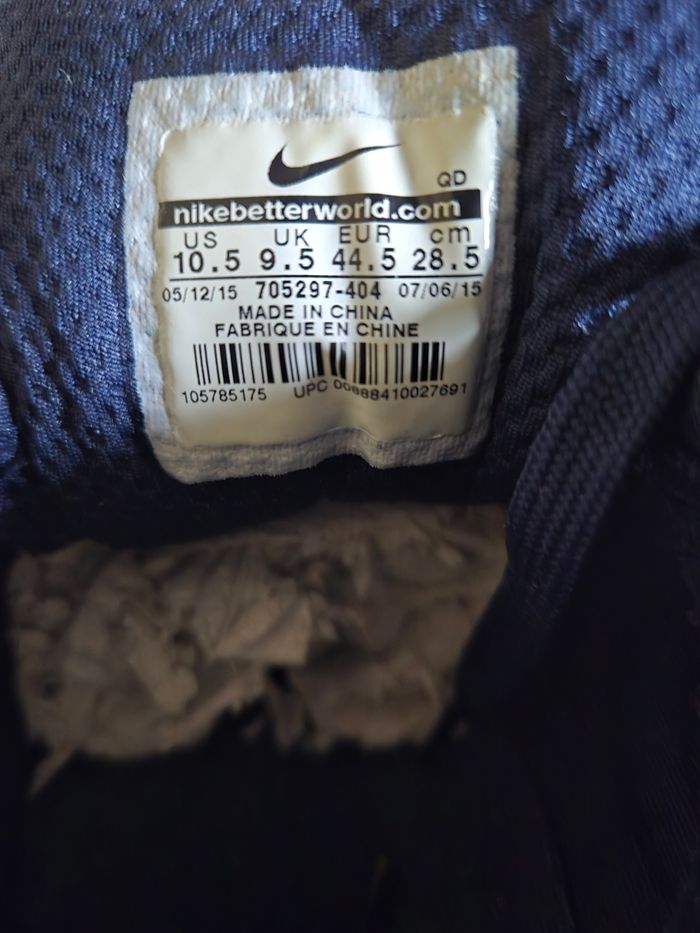 QD
nikebetterworld.com
US UK EUR cm
10.5 9.5 44.5 28.5
05/12/15 705297-404 07/06/15
MADE IN CHINA
FABRIQUE EN CHINE
105785175 UPC 00888410027691